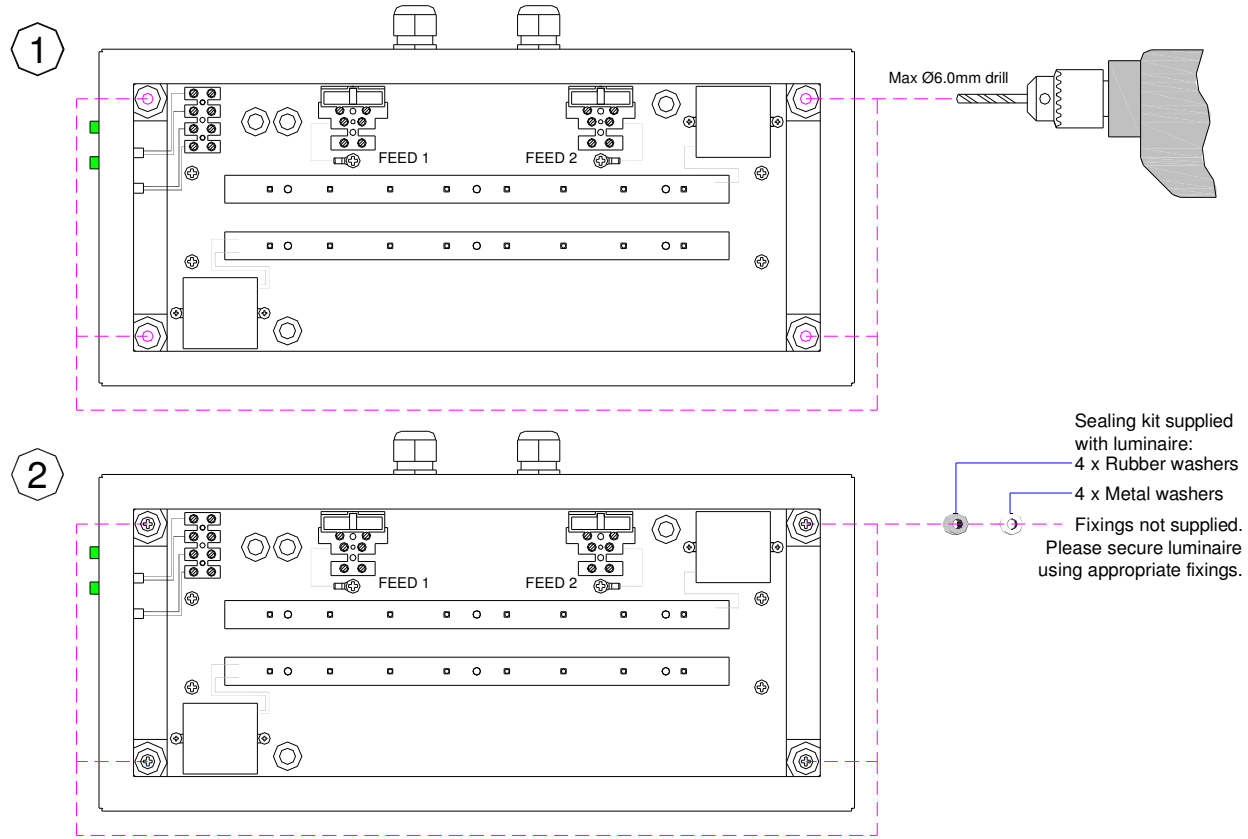 1
Max Ø6.0mm drill
FEED 1
FEED 2
2
Sealing kit supplied
with luminaire:
4 x Rubber washers
4 x Metal washers
Fixings not supplied.
Please secure luminaire
using appropriate fixings.
FEED 1
FEED 2